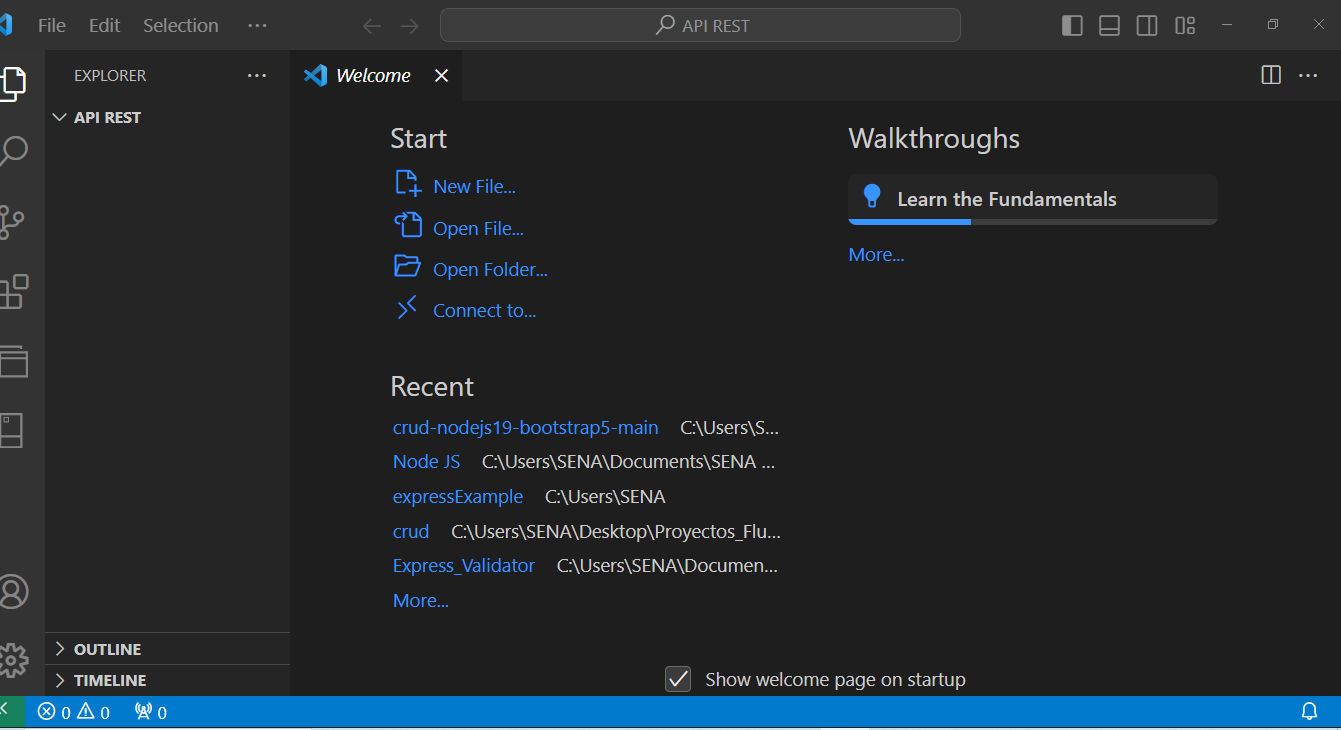 File Edit Selection ··· API REST
EXPLORER ··· Welcome ···
API REST
Start
New File...
Open File...
Open Folder...
Connect to...
Recent
crud-nodejs19-bootstrap5-main C:\Users\S...
Node JS C:\Users\SENA\Documents\SENA ...
expressExample C:\Users\SENA
crud C:\Users\SENA\Desktop\Proyectos_Flu...
Express_Validator C:\Users\SENA\Documen...
More...
Walkthroughs
Learn the Fundamentals
More...
Show welcome page on startup
OUTLINE
TIMELINE
0 0 0